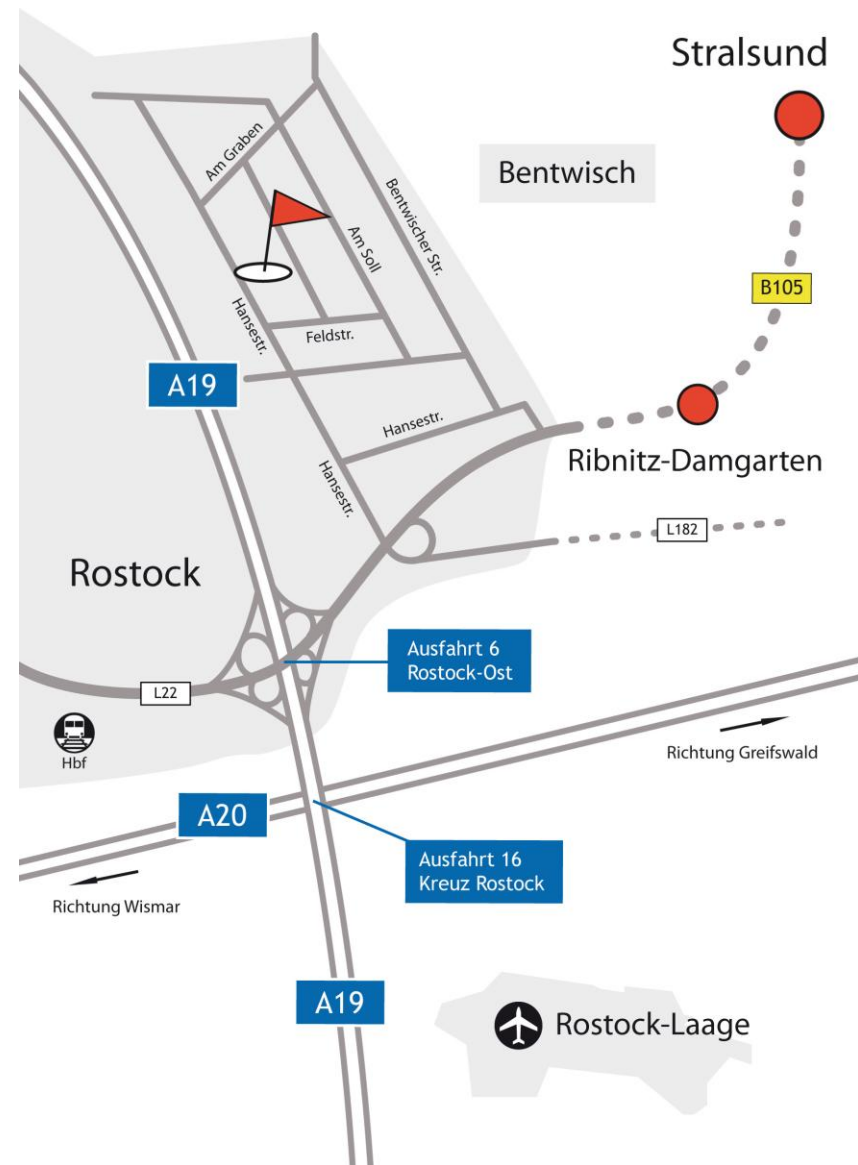 Stralsund
Am Graben
Bentwisch
Bentwischer Str.
Am Soll
B105
Hansestr.
Feldstr.
A19
Hansestr.
Ribnitz-Damgarten
Hansestr.
L182
Rostock
Ausfahrt 6
Rostock-Ost
L22
Hbf
Richtung Greifswald
A20
Ausfahrt 16
Kreuz Rostock
Richtung Wismar
A19
Rostock-Laage